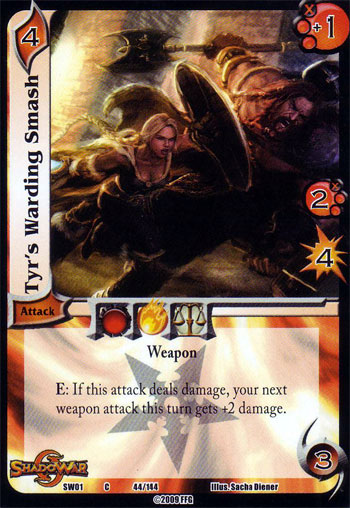 4
+1
Tyr's Warding Smash
2
4
Attack
Weapon
E: If this attack deals damage, your next
weapon attack this turn gets +2 damage.
SHADOWAR
3
SW01 C 44/144 Illus. Sacha Diener
©2009 FFG